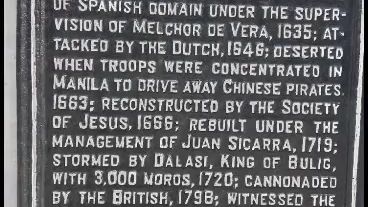 OF SPANISH DOMAIN UNDER THE SUPER-
VISION OF MELCHOR DE VERA, 1635; AT-
TACKED BY THE DUTCH, 1646; DESERTED
WHEN TROOPS WERE CONCENTRATED IN
MANILA TO DRIVE AWAY CHINESE PIRATES.
1663; RECONSTRUCTED BY THE SOCIETY
OF JESUS, 1666; REBUILT UNDER THE
MANAGEMENT OF JUAN SICARRA, 1719;
STORMED BY DALASI, KING OF BULIG,
WITH 3,000 MOROS, 1720; CANNONADED
BY THE BRITISH, 1798; WITNESSED THE